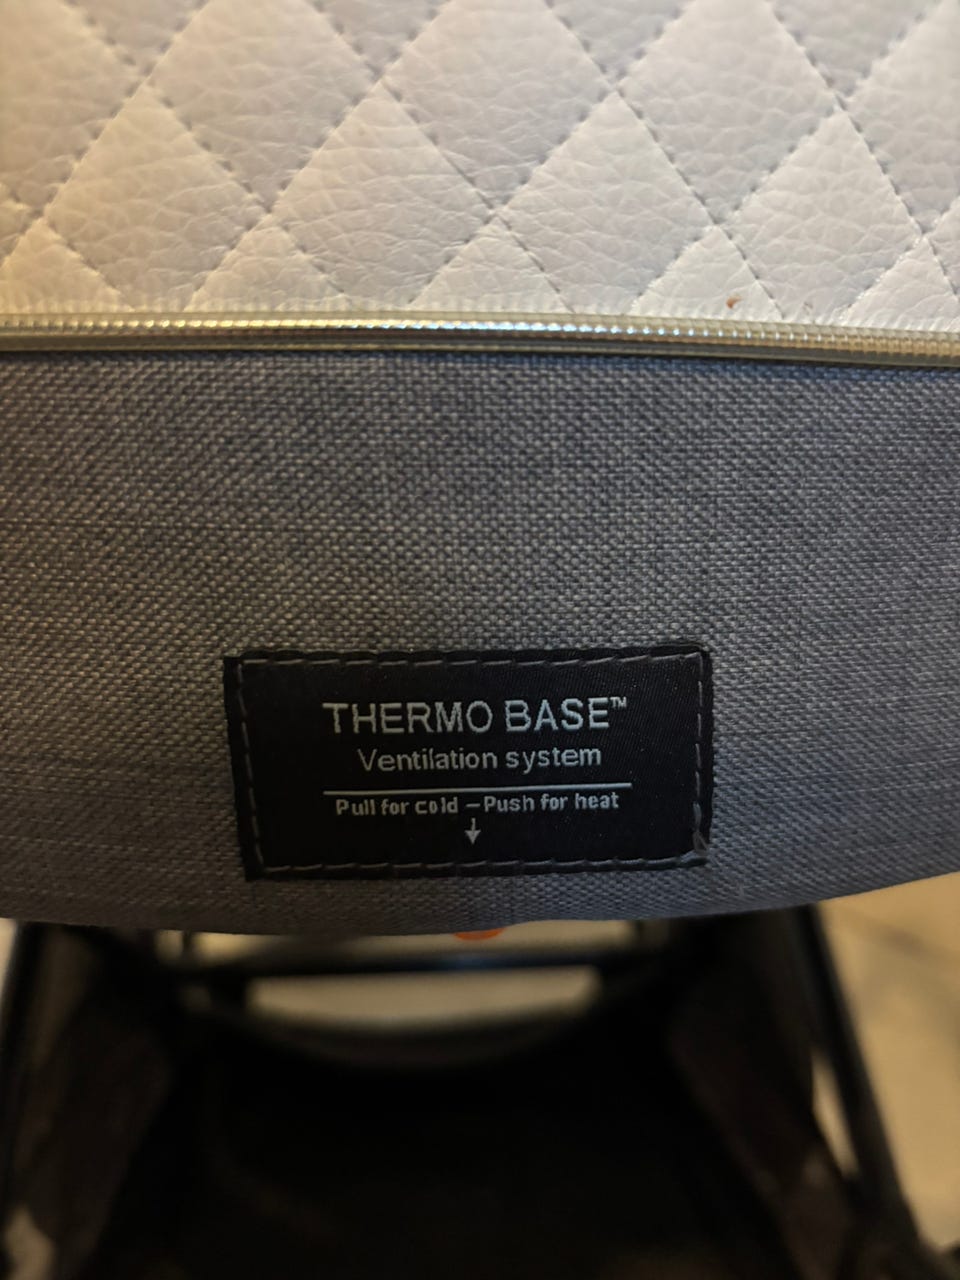 THERMO BASE™
Ventilation system
Pull for cold – Push for heat